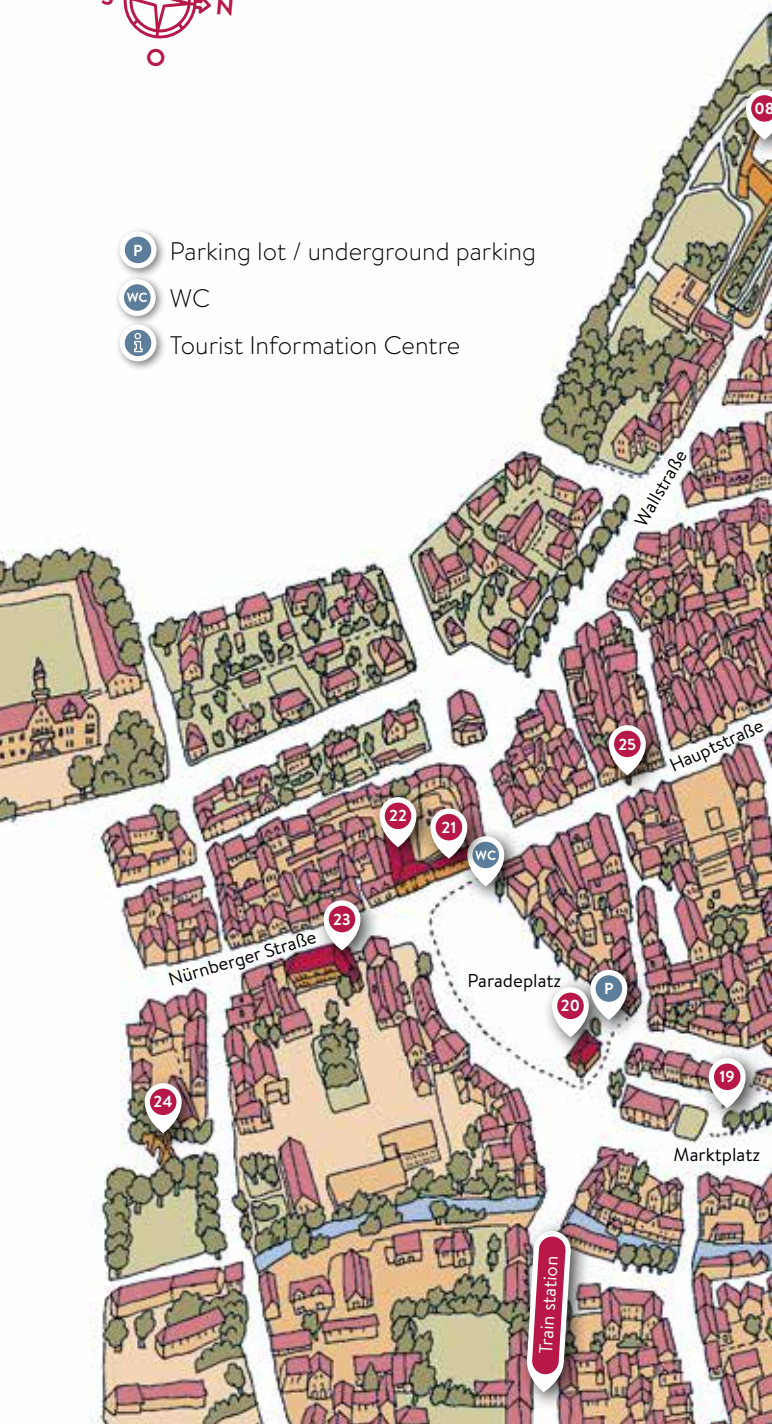 S
N
O
08
P Parking lot / underground parking
WC WC
i Tourist Information Centre
Wallstraße
25
Hauptstraße
22
21
WC
23
Nürnberger Straße
Paradeplatz
P
20
19
24
Marktplatz
Train station